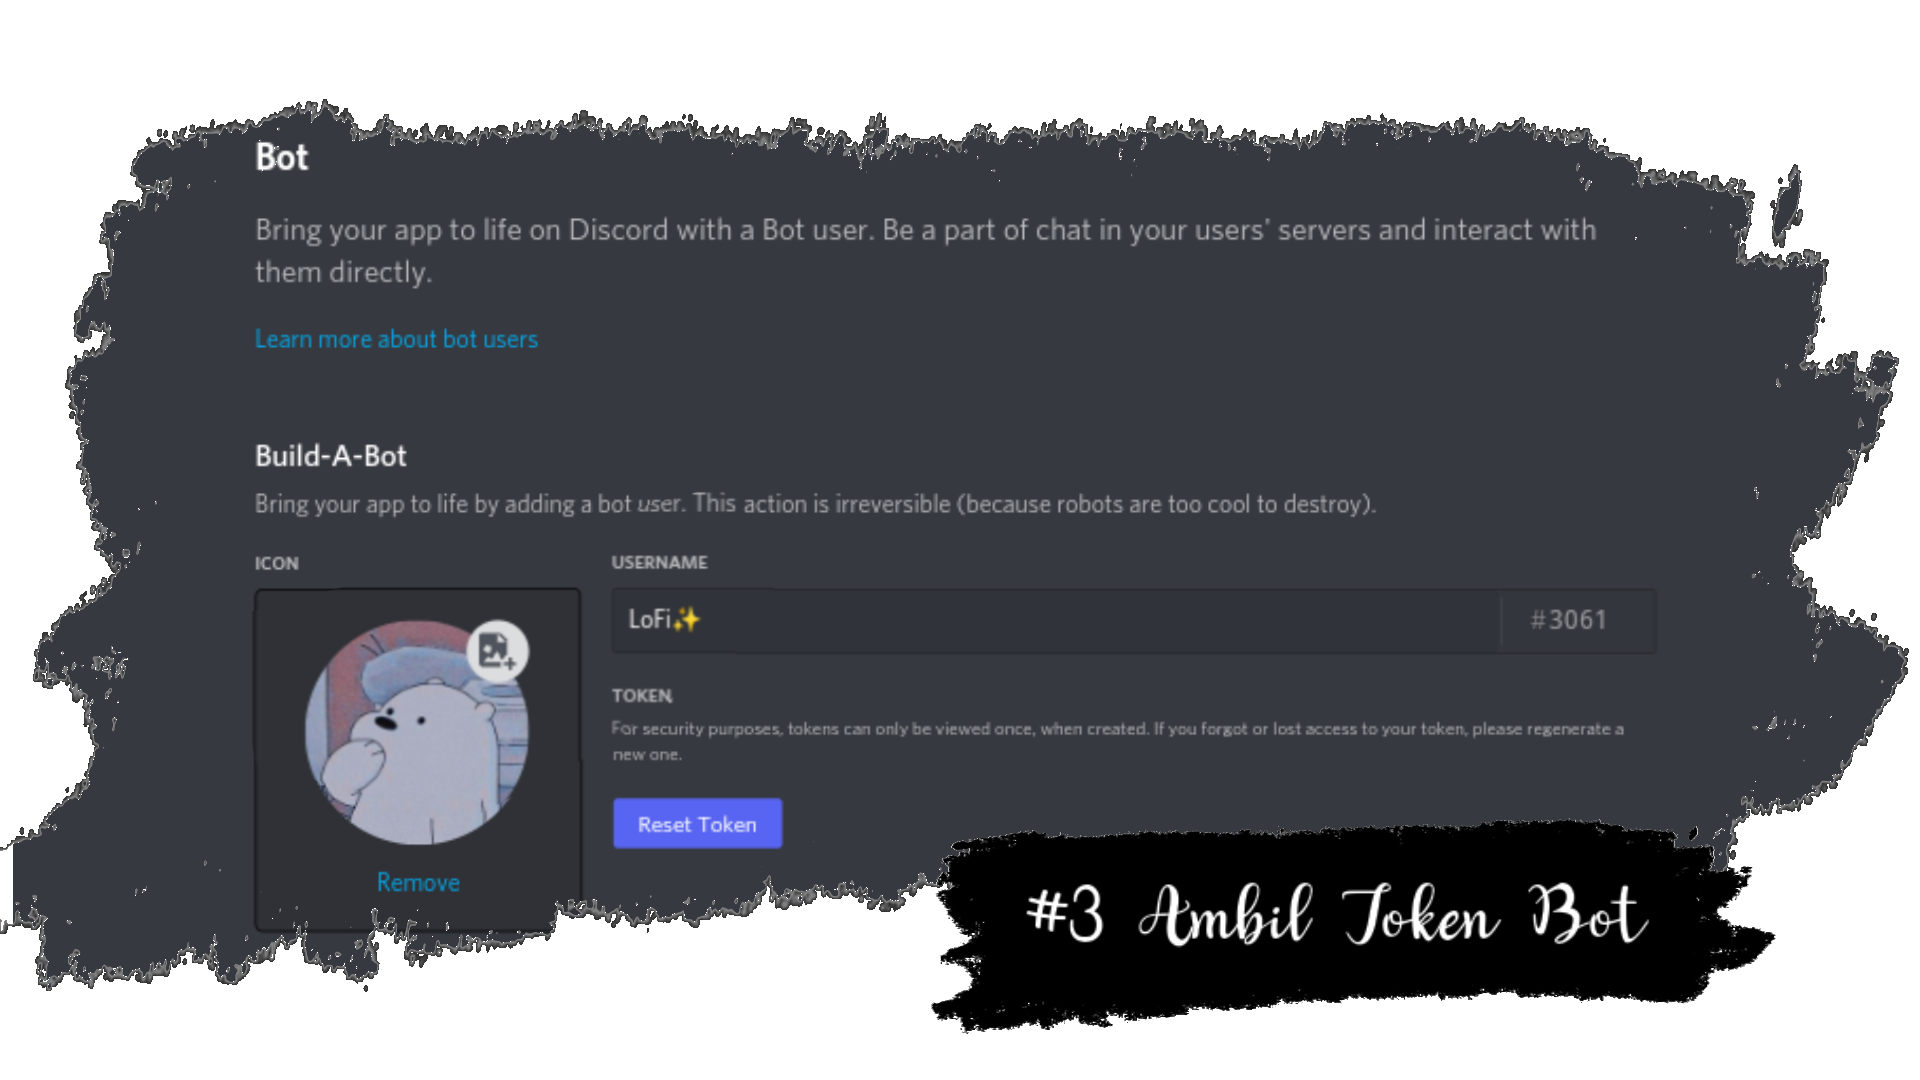 Bot
Bring your app to life on Discord with a Bot user. Be a part of chat in your users' servers and interact with
them directly.
Learn more about bot users
Build-A-Bot
Bring your app to life by adding a bot user. This action is irreversible (because robots are too cool to destroy).
ICON
USERNAME
LoFi✨
#3061
TOKEN
For security purposes, tokens can only be viewed once, when created. If you forgot or lost access to your token, please regenerate a
new one.
Reset Token
Remove
#3 Ambil Token Bot